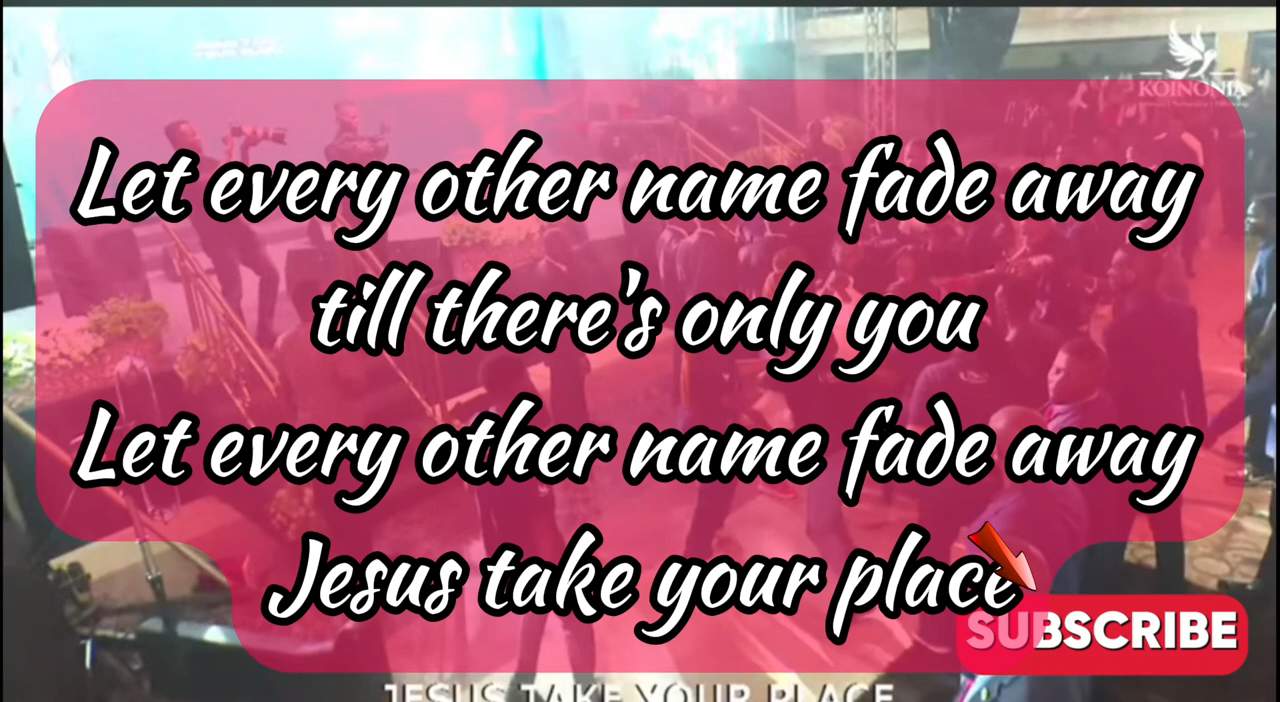 KOINONIA
Let every other name fade away
till there's only you
Let every other name fade away
Jesus take your place
SUBSCRIBE
JESUS TAKE YOUR PLACE